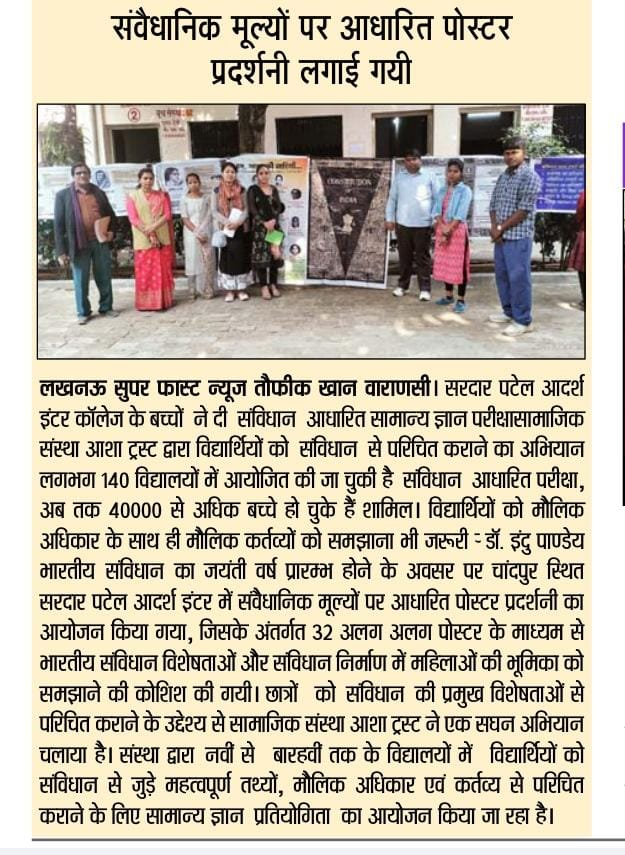 संवैधानिक मूल्यों पर आधारित पोस्टर
प्रदर्शनी लगाई गयी
2
CONSTITUTION
INDIA
लखनऊ सुपर फास्ट न्यूज तौफीक खान वाराणसी। सरदार पटेल आदर्श
इंटर कॉलेज के बच्चों ने दी संविधान आधारित सामान्य ज्ञान परीक्षासामाजिक
संस्था आशा ट्रस्ट द्वारा विद्यार्थियों को संविधान से परिचित कराने का अभियान
लगभग 140 विद्यालयों में आयोजित की जा चुकी है संविधान आधारित परीक्षा,
अब तक 40000 से अधिक बच्चे हो चुके हैं शामिल। विद्यार्थियों को मौलिक
अधिकार के साथ ही मौलिक कर्तव्यों को समझाना भी जरूरी - डॉ. इंदु पाण्डेय
भारतीय संविधान का जयंती वर्ष प्रारम्भ होने के अवसर पर चांदपुर स्थित
सरदार पटेल आदर्श इंटर में संवैधानिक मूल्यों पर आधारित पोस्टर प्रदर्शनी का
आयोजन किया गया, जिसके अंतर्गत 32 अलग अलग पोस्टर के माध्यम से
भारतीय संविधान विशेषताओं और संविधान निर्माण में महिलाओं की भूमिका को
समझाने की कोशिश की गयी। छात्रों को संविधान की प्रमुख विशेषताओं से
परिचित कराने के उद्देश्य से सामाजिक संस्था आशा ट्रस्ट ने एक सघन अभियान
चलाया है। संस्था द्वारा नवीं से बारहवीं तक के विद्यालयों में विद्यार्थियों को
संविधान से जुड़े महत्वपूर्ण तथ्यों, मौलिक अधिकार एवं कर्तव्य से परिचित
कराने के लिए सामान्य ज्ञान प्रतियोगिता का आयोजन किया जा रहा है।